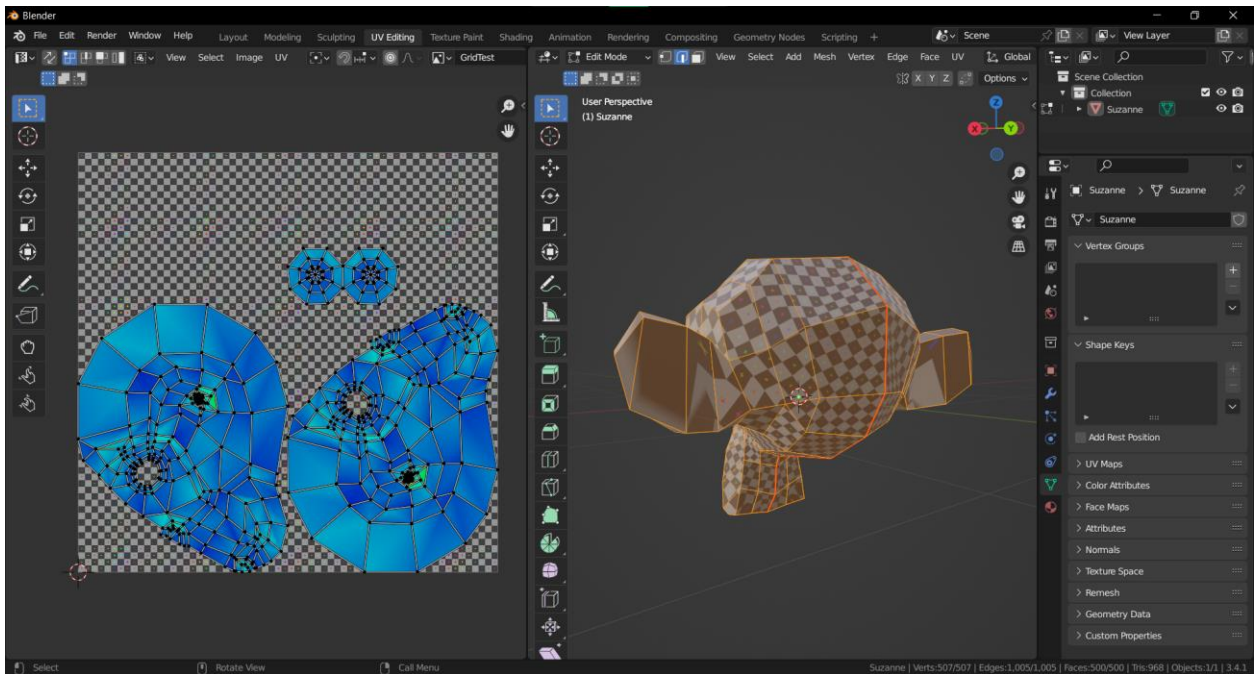 Blender
File Edit Render Window Help Layout Modeling Sculpting UV Editing Texture Paint Shading Animation Rendering Compositing Geometry Nodes Scripting + Scene View Layer
View Select Image UV GridTest
Edit Mode View Select Add Mesh Vertex Edge Face UV Global
X Y Z Options
User Perspective
(1) Suzanne
X Y Z
Scene Collection
Collection
Suzanne
Suzanne > Suzanne
Suzanne
Vertex Groups
Shape Keys
Add Rest Position
UV Maps
Color Attributes
Face Maps
Attributes
Normals
Texture Space
Remesh
Geometry Data
Custom Properties
Select Rotate View Call Menu
Suzanne | Verts:507/507 | Edges:1,005/1,005 | Faces:500/500 | Tris:968 | Objects:1/1 | 3.4.1